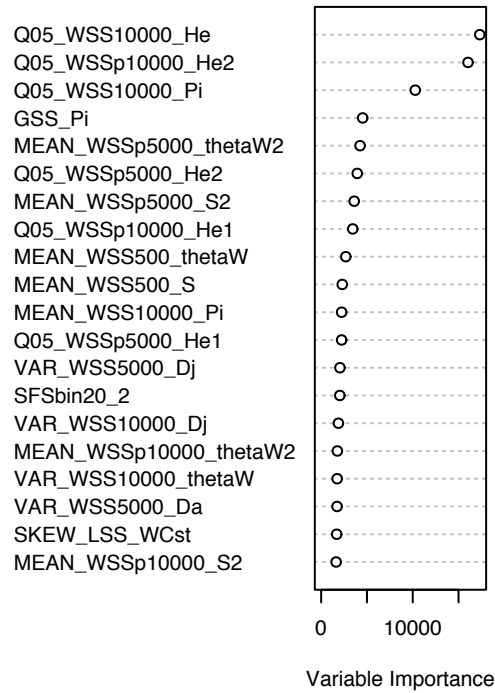 Q05_WSS10000_He
Q05_WSSp10000_He2
Q05_WSS10000_Pi
GSS_Pi
MEAN_WSSp5000_thetaW2
Q05_WSSp5000_He2
MEAN_WSSp5000_S2
Q05_WSSp10000_He1
MEAN_WSS500_thetaW
MEAN_WSS500_S
MEAN_WSS10000_Pi
Q05_WSSp5000_He1
VAR_WSS5000_Dj
SFSbin20_2
VAR_WSS10000_Dj
MEAN_WSSp10000_thetaW2
VAR_WSS10000_thetaW
VAR_WSS5000_Da
SKEW_LSS_WCst
MEAN_WSSp10000_S2
0 10000
Variable Importance